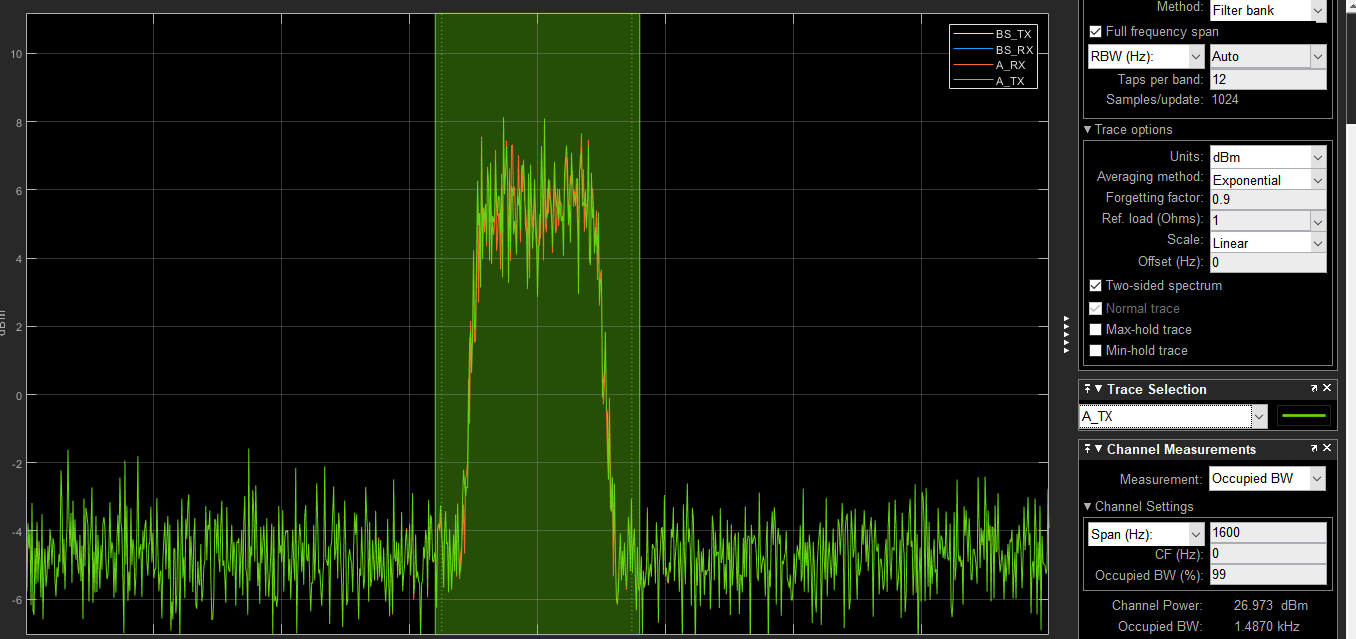 10
8
6
4
2
0
-2
-4
-6
dBm
BS_TX
BS_RX
A_RX
A_TX
Method: Filter bank
Full frequency span
RBW (Hz): Auto
Taps per band: 12
Samples/update: 1024
Trace options
Units: dBm
Averaging method: Exponential
Forgetting factor: 0.9
Ref. load (Ohms): 1
Scale: Linear
Offset (Hz): 0
Two-sided spectrum
Normal trace
Max-hold trace
Min-hold trace
Trace Selection
A_TX
Channel Measurements
Measurement: Occupied BW
Channel Settings
Span (Hz): 1600
CF (Hz): 0
Occupied BW (%): 99
Channel Power: 26.973 dBm
Occupied BW: 1.4870 kHz